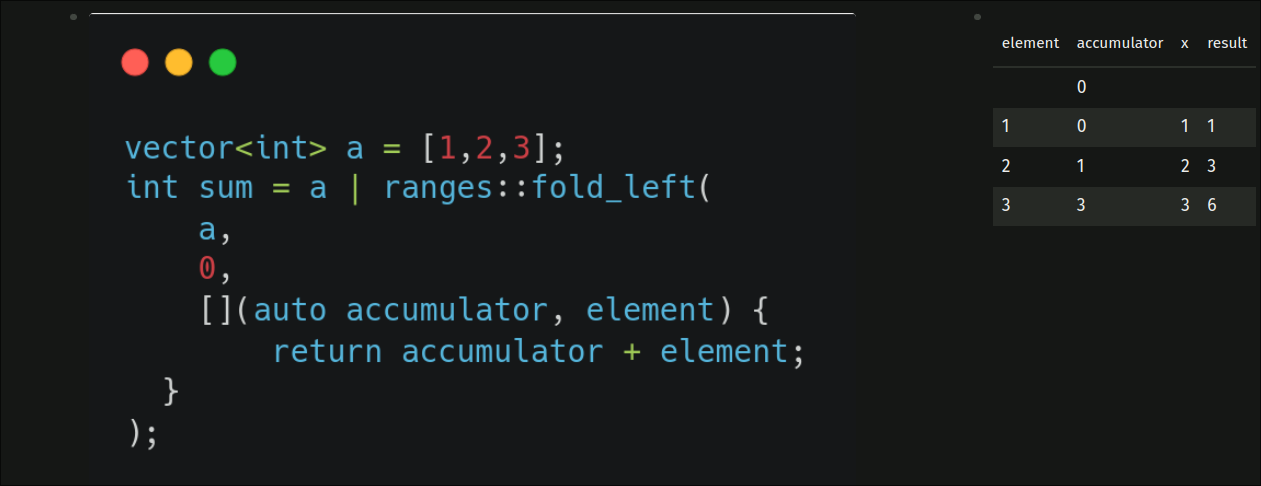 vector<int> a = [1,2,3];
int sum = a | ranges::fold_left(
    a,
    0,
    [](auto accumulator, element) {
        return accumulator + element;
  }
);
element accumulator x result
0
1 0 1 1
2 1 2 3
3 3 3 6